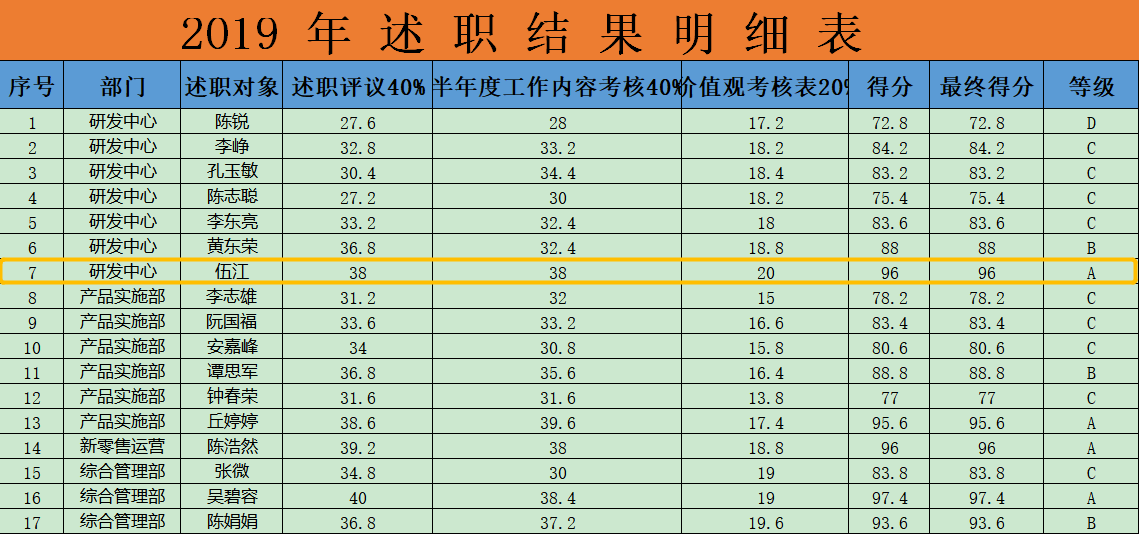 2019 年 述 职 结 果 明 细 表
序号 部门 述职对象 述职评议40% 半年度工作内容考核40% 价值观考核表20% 得分 最终得分 等级
1 研发中心 陈锐 27.6 28 17.2 72.8 72.8 D
2 研发中心 李峥 32.8 33.2 18.2 84.2 84.2 C
3 研发中心 孔玉敏 30.4 34.4 18.4 83.2 83.2 C
4 研发中心 陈志聪 27.2 30 18.2 75.4 75.4 C
5 研发中心 李东亮 33.2 32.4 18 83.6 83.6 C
6 研发中心 黄东荣 36.8 32.4 18.8 88 88 B
7 研发中心 伍江 38 38 20 96 96 A
8 产品实施部 李志雄 31.2 32 15 78.2 78.2 C
9 产品实施部 阮国福 33.6 33.2 16.6 83.4 83.4 C
10 产品实施部 安嘉峰 34 30.8 15.8 80.6 80.6 C
11 产品实施部 谭思军 36.8 35.6 16.4 88.8 88.8 B
12 产品实施部 钟春荣 31.6 31.6 13.8 77 77 C
13 产品实施部 丘婷婷 38.6 39.6 17.4 95.6 95.6 A
14 新零售运营 陈浩然 39.2 38 18.8 96 96 A
15 综合管理部 张微 34.8 30 19 83.8 83.8 C
16 综合管理部 吴碧容 40 38.4 19 97.4 97.4 A
17 综合管理部 陈娟娟 36.8 37.2 19.6 93.6 93.6 B